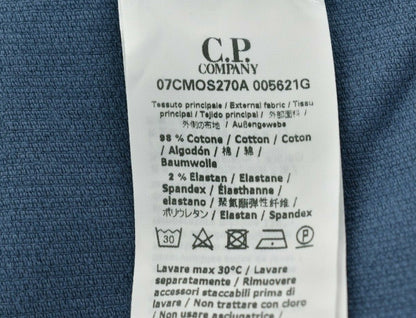 C.P.
COMPANY
07CMOS270A 005621G
Tessuto principale / External fabric / Tissu
principal / Tejido principal / 外部面料 /
外側の布地 / Außengewebe
98 % Cotone / Cotton / Coton
/ Algodón / 棉 / 綿 /
Baumwolle
2 % Elastan / Elastane /
Spandex / Élasthanne /
elastano / 聚氨酯弹性纤维 /
ポリウレタン / Elastan / Spandex
30
Lavare max 30°C / Lavare
separatamente / Rimuovere
accessori staccabili prima di
lavare / Non trattare con cloro
/ Non usare asciugatrice /